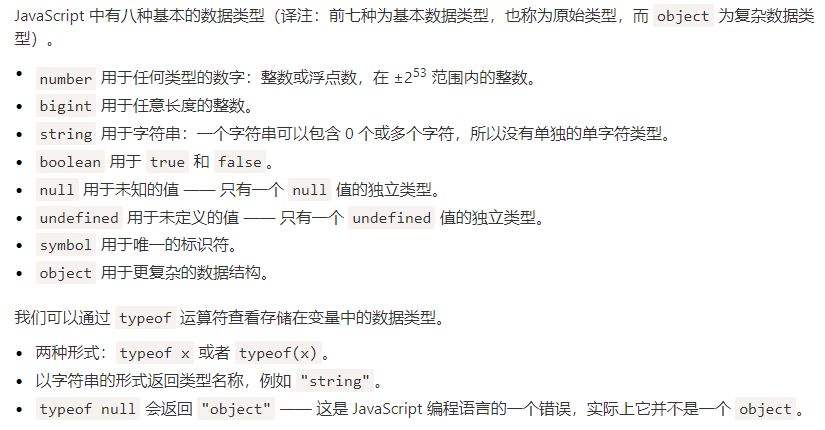 JavaScript 中有八种基本的数据类型（译注：前七种为基本数据类型，也称为原始类型，而 object 为复杂数据类
型）。
• number 用于任何类型的数字：整数或浮点数，在 ±2⁵³ 范围内的整数。
• bigint 用于任意长度的整数。
• string 用于字符串：一个字符串可以包含 0 个或多个字符，所以没有单独的单字符类型。
• boolean 用于 true 和 false。
• null 用于未知的值 —— 只有一个 null 值的独立类型。
• undefined 用于未定义的值 —— 只有一个 undefined 值的独立类型。
• symbol 用于唯一的标识符。
• object 用于更复杂的数据结构。
我们可以通过 typeof 运算符查看存储在变量中的数据类型。
• 两种形式：typeof x 或者 typeof(x)。
• 以字符串的形式返回类型名称，例如 "string"。
• typeof null 会返回 "object" —— 这是 JavaScript 编程语言的一个错误，实际上它并不是一个 object。